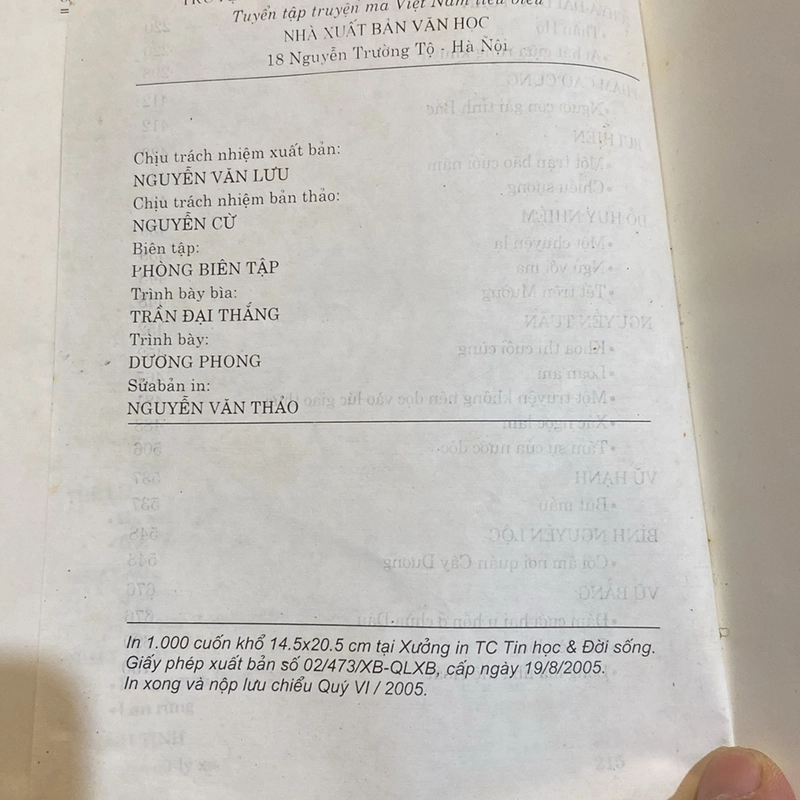 Tuyển tập truyện ma Việt Nam tiêu biểu
NHÀ XUẤT BẢN VĂN HỌC
18 Nguyễn Trường Tộ - Hà Nội
Chịu trách nhiệm xuất bản:
NGUYỄN VĂN LƯU
Chịu trách nhiệm bản thảo:
NGUYỄN CỪ
Biên tập:
PHÒNG BIÊN TẬP
Trình bày bìa:
TRẦN ĐẠI THẮNG
Trình bày:
DƯƠNG PHONG
Sửabản in:
NGUYỄN VĂN THẢO
In 1.000 cuốn khổ 14.5x20.5 cm tại Xưởng in TC Tin học & Đời sống.
Giấy phép xuất bản số 02/473/XB-QLXB, cấp ngày 19/8/2005.
In xong và nộp lưu chiểu Quý VI / 2005.